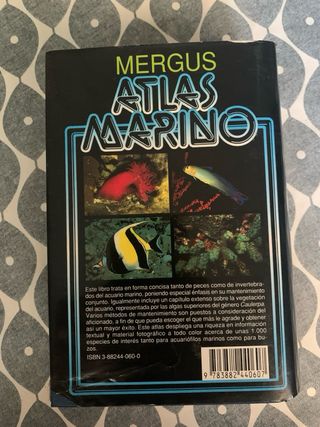 MERGUS
ATLAS
MARINO
Este libro trata en forma concisa tanto de peces como de invertebra-
dos del acuario marino, poniendo especial énfasis en su mantenimiento
conjunto. Igualmente incluye un capítulo extenso sobre la vegetación
del acuario, representada por las algas superiores del género Caulerpa.
Varios métodos de mantenimiento son puestos a consideración del
aficionado, a fin de que pueda escoger el que más le agrade y obtener
así un mayor éxito. Este atlas despliega una riqueza en información
textual y material fotográfico a todo color acerca de unas 1.000
especies de interés tanto para acuariófilos marinos como para bu-
zos.
ISBN 3-88244-060-0
9 783882 440607